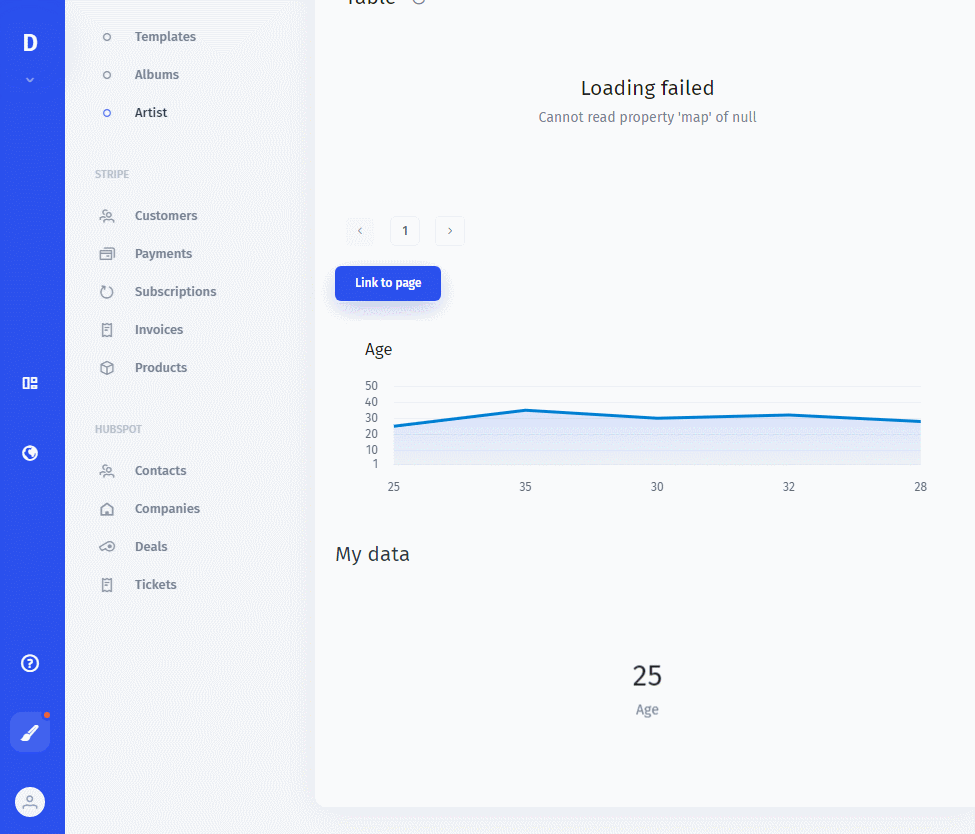 D
Templates
Albums
Artist
STRIPE
Customers
Payments
Subscriptions
Invoices
Products
HUBSPOT
Contacts
Companies
Deals
Tickets
?
Table
Loading failed
Cannot read property 'map' of null
1
Link to page
Age
50
40
30
20
10
1
25 35 30 32 28
My data
25
Age